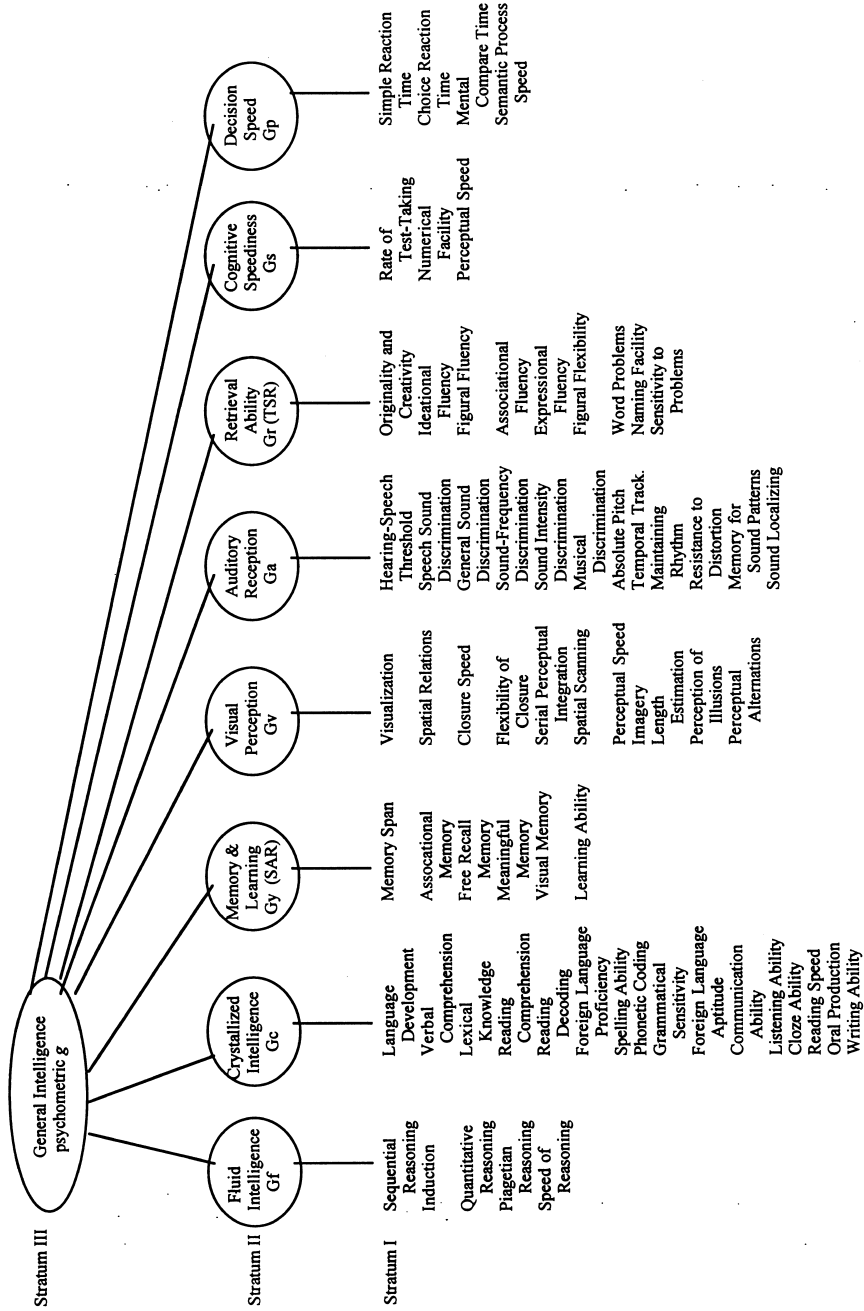 Stratum III
General Intelligence
psychometric g
Stratum II
Fluid
Intelligence
Gf
Crystallized
Intelligence
Gc
Memory &
Learning
Gy (SAR)
Visual
Perception
Gv
Auditory
Reception
Ga
Retrieval
Ability
Gr (TSR)
Cognitive
Speediness
Gs
Decision
Speed
Gp
Stratum I
Sequential
Reasoning
Induction
Quantitative
Reasoning
Piagetian
Reasoning
Speed of
Reasoning
Language
Development
Verbal
Comprehension
Lexical
Knowledge
Reading
Comprehension
Reading
Decoding
Foreign Language
Proficiency
Spelling Ability
Phonetic Coding
Grammatical
Sensitivity
Foreign Language
Aptitude
Communication
Ability
Listening Ability
Cloze Ability
Reading Speed
Oral Production
Writing Ability
Memory Span
Assocational
Memory
Free Recall
Memory
Meaningful
Memory
Visual Memory
Learning Ability
Visualization
Spatial Relations
Closure Speed
Flexibility of
Closure
Serial Perceptual
Integration
Spatial Scanning
Perceptual Speed
Imagery
Length
Estimation
Perception of
Illusions
Perceptual
Alternations
Hearing-Speech
Threshold
Speech Sound
Discrimination
General Sound
Discrimination
Sound-Frequency
Discrimination
Sound Intensity
Discrimination
Musical
Discrimination
Absolute Pitch
Temporal Track.
Maintaining
Rhythm
Resistance to
Distortion
Memory for
Sound Patterns
Sound Localizing
Originality and
Creativity
Ideational
Fluency
Figural Fluency
Associational
Fluency
Expressional
Fluency
Figural Flexibility
Word Problems
Naming Facility
Sensitivity to
Problems
Rate of
Test-Taking
Numerical
Facility
Perceptual Speed
Simple Reaction
Time
Choice Reaction
Time
Mental
Compare Time
Semantic Process
Speed